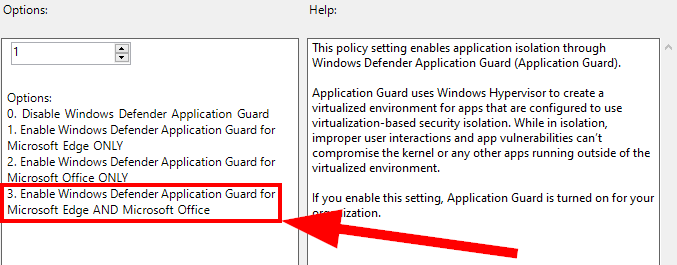 Options:
Help:
1
Options:
0. Disable Windows Defender Application Guard
1. Enable Windows Defender Application Guard for
Microsoft Edge ONLY
2. Enable Windows Defender Application Guard for
Microsoft Office ONLY
3. Enable Windows Defender Application Guard for
Microsoft Edge AND Microsoft Office
This policy setting enables application isolation through
Windows Defender Application Guard (Application Guard).
Application Guard uses Windows Hypervisor to create a
virtualized environment for apps that are configured to use
virtualization-based security isolation. While in isolation,
improper user interactions and app vulnerabilities can't
compromise the kernel or any other apps running outside of the
virtualized environment.
If you enable this setting, Application Guard is turned on for your
organization.